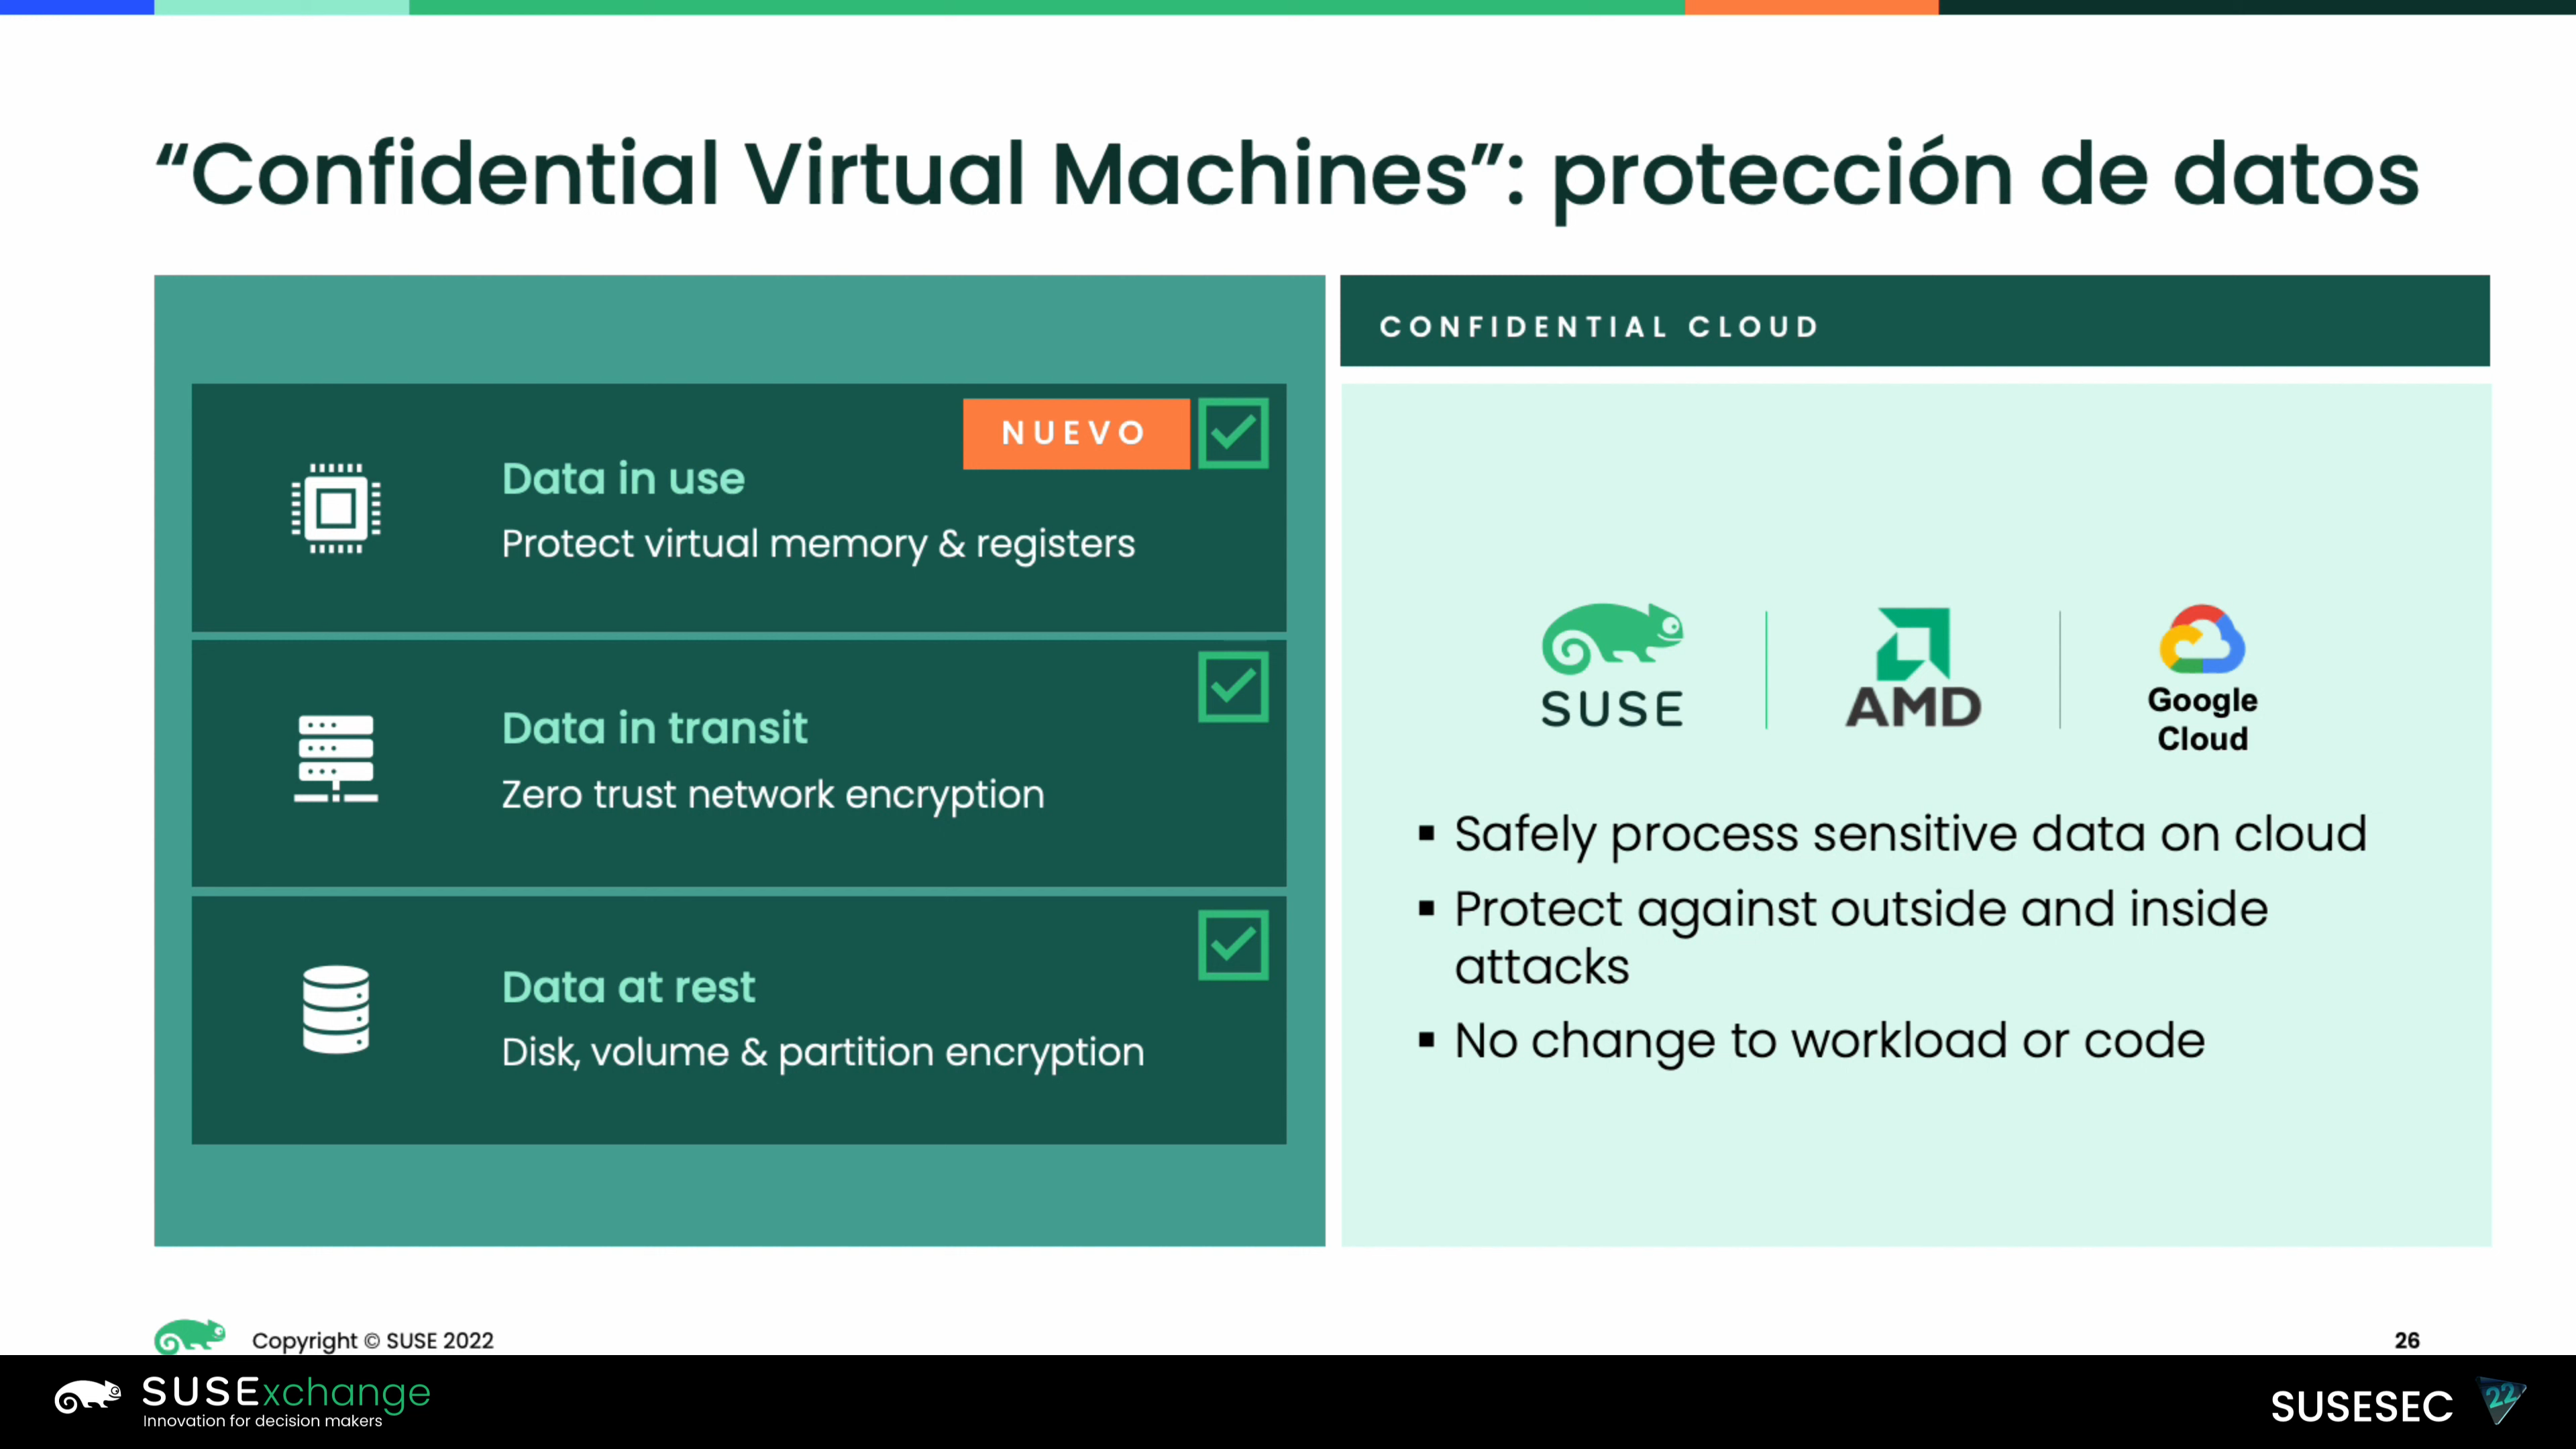 “Confidential Virtual Machines”: protección de datos
NUEVO
Data in use
Protect virtual memory & registers
Data in transit
Zero trust network encryption
Data at rest
Disk, volume & partition encryption
CONFIDENTIAL CLOUD
SUSE
AMD
Google
Cloud
▪ Safely process sensitive data on cloud
▪ Protect against outside and inside
attacks
▪ No change to workload or code
Copyright © SUSE 2022
26
SUSExchange
Innovation for decision makers
SUSESEC
22